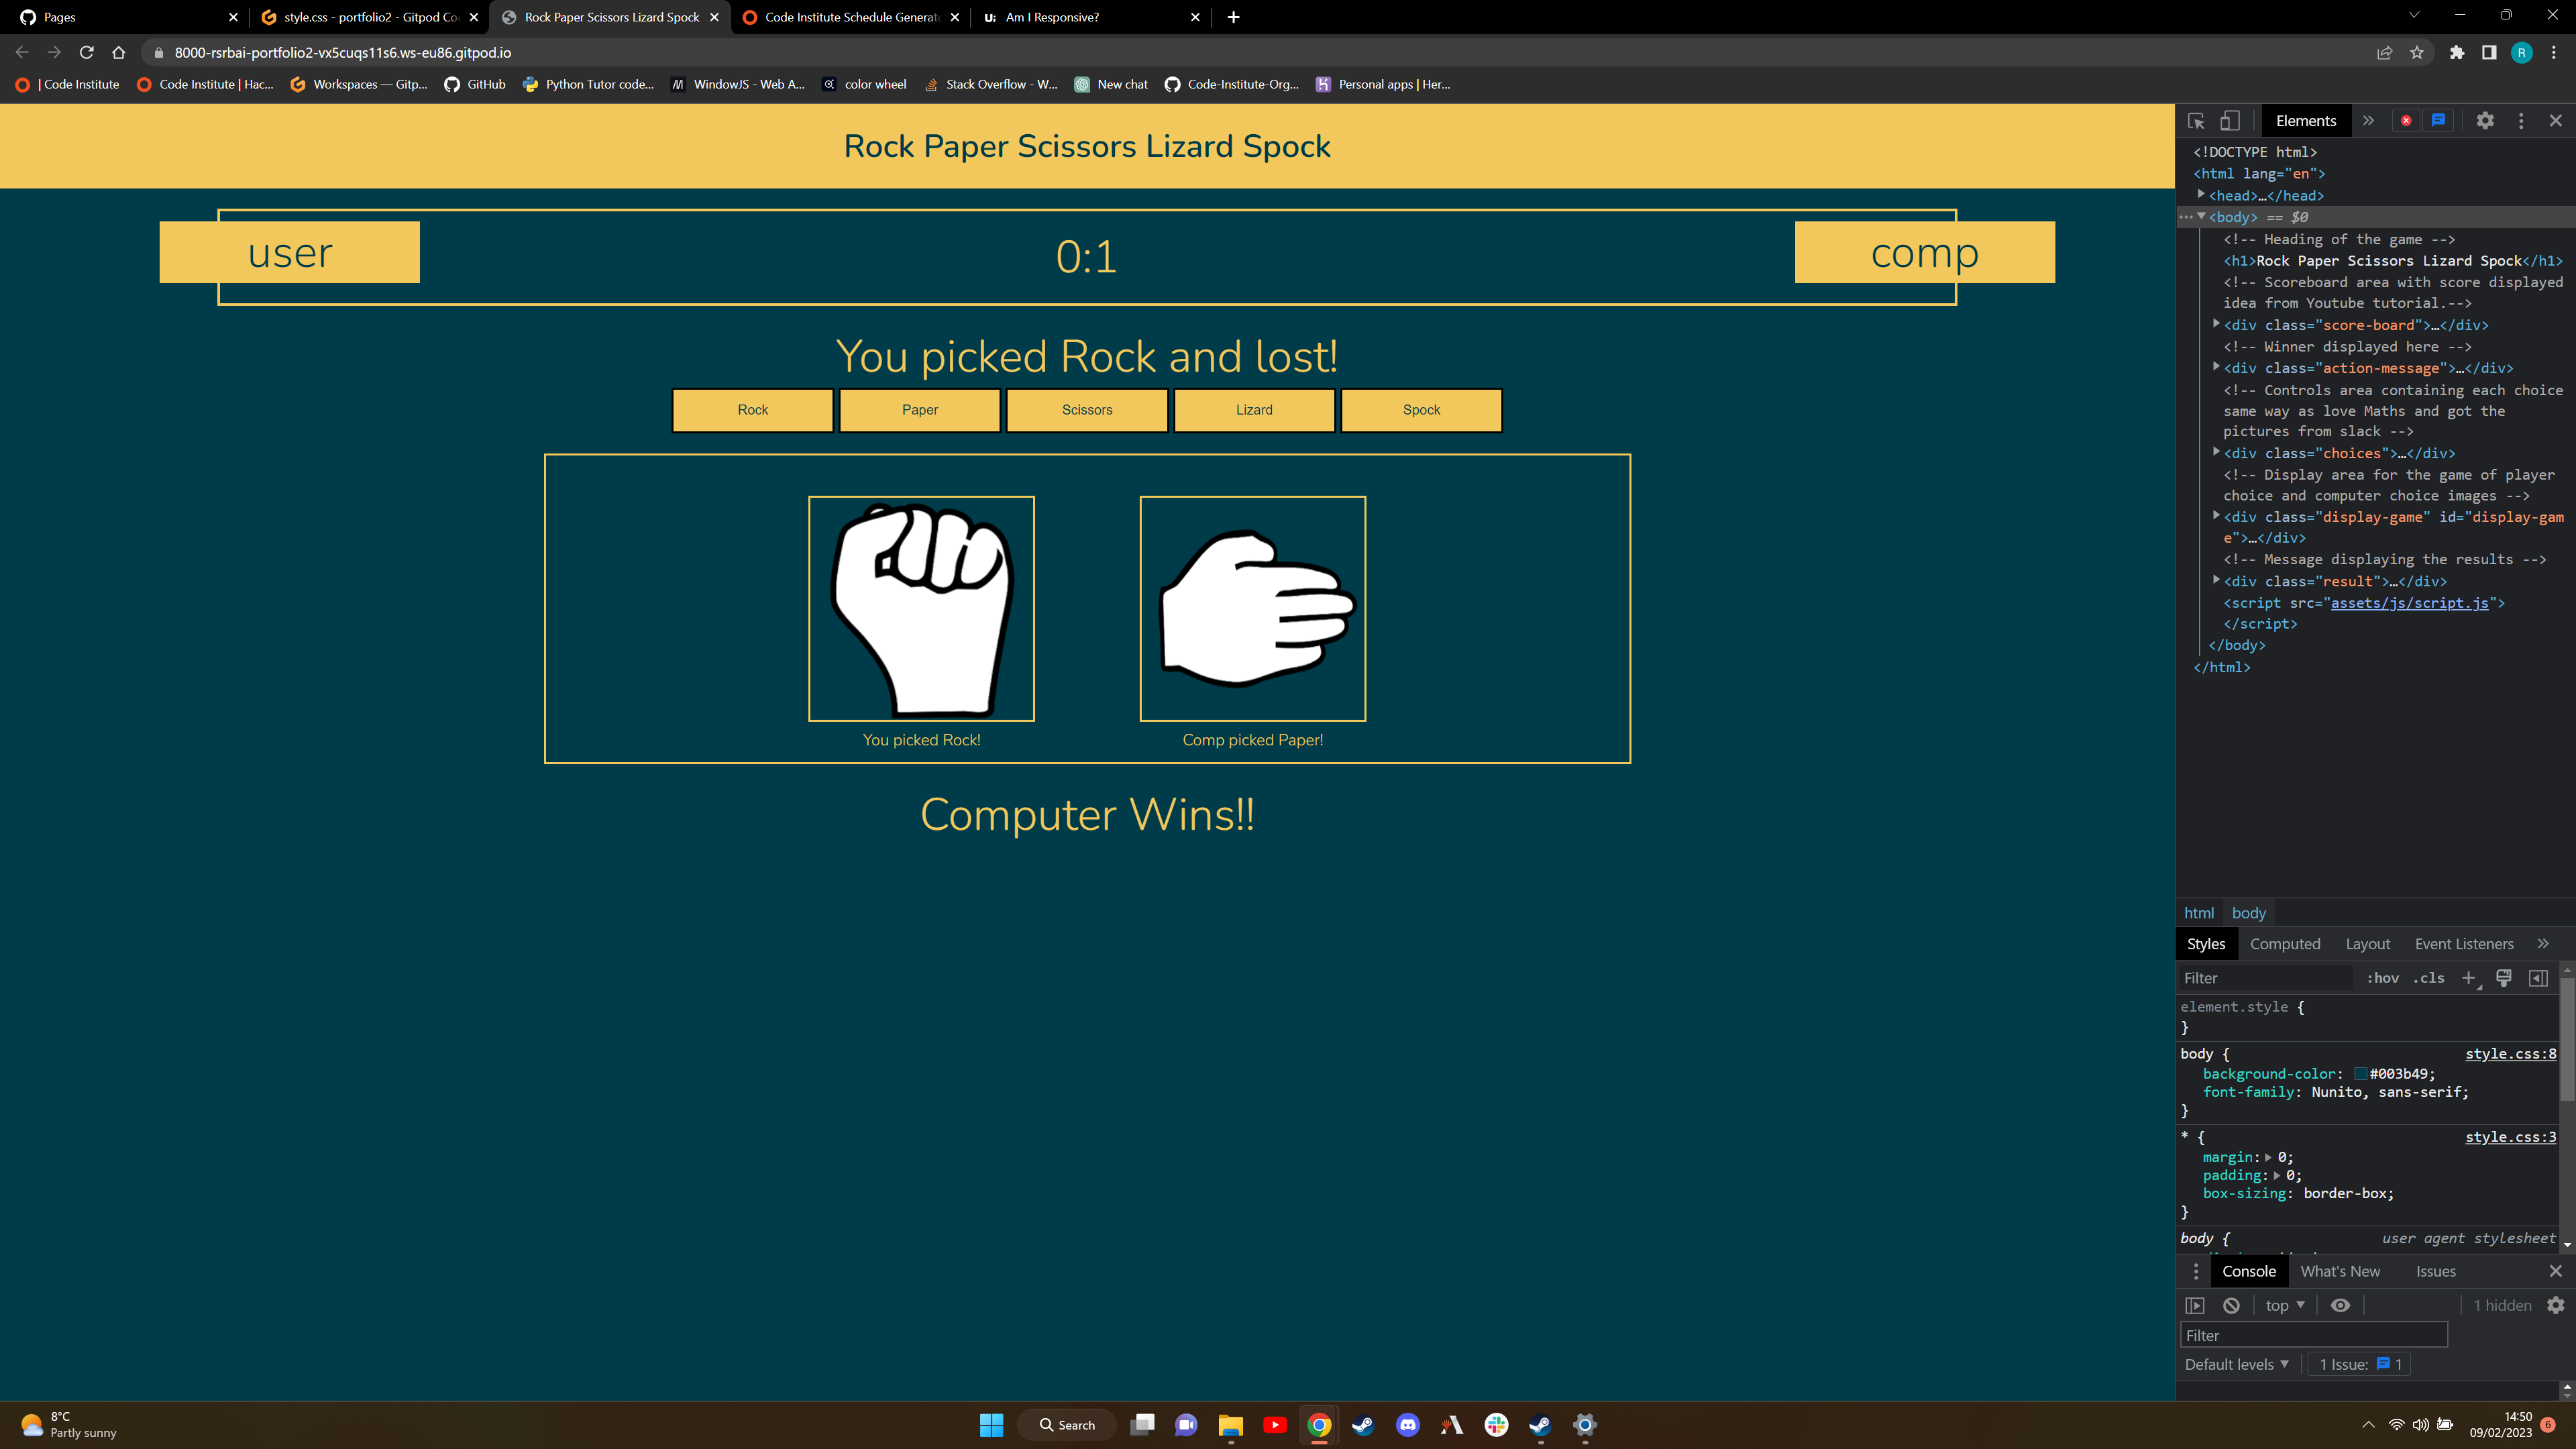 Pages
style.css - portfolio2 - Gitpod Co
Rock Paper Scissors Lizard Spock
Code Institute Schedule Generato
Am I Responsive?
8000-rsrbai-portfolio2-vx5cuqs11s6.ws-eu86.gitpod.io
R
| Code Institute
Code Institute | Hac...
Workspaces — Gitp...
GitHub
Python Tutor code...
WindowJS - Web A...
color wheel
Stack Overflow - W...
New chat
Code-Institute-Org...
Personal apps | Her...
Rock Paper Scissors Lizard Spock
user
0:1
comp
You picked Rock and lost!
Rock
Paper
Scissors
Lizard
Spock
You picked Rock!
Comp picked Paper!
Computer Wins!!
Elements
<!DOCTYPE html>
<html lang="en">
<head>…</head>
<body> == $0
<!-- Heading of the game -->
<h1>Rock Paper Scissors Lizard Spock</h1>
<!-- Scoreboard area with score displayed
idea from Youtube tutorial.-->
<div class="score-board">…</div>
<!-- Winner displayed here -->
<div class="action-message">…</div>
<!-- Controls area containing each choice
same way as love Maths and got the
pictures from slack -->
<div class="choices">…</div>
<!-- Display area for the game of player
choice and computer choice images -->
<div class="display-game" id="display-gam
e">…</div>
<!-- Message displaying the results -->
<div class="result">…</div>
<script src="assets/js/script.js">
</script>
</body>
</html>
html body
Styles Computed Layout Event Listeners
Filter
:hov .cls
element.style {
}
body { style.css:8
background-color: #003b49;
font-family: Nunito, sans-serif;
}
* { style.css:3
margin: 0;
padding: 0;
box-sizing: border-box;
}
body { user agent stylesheet
Console What's New Issues
top 1 hidden
Filter
Default levels 1 Issue: 1
8°C
Partly sunny
Search
14:50
09/02/2023
6